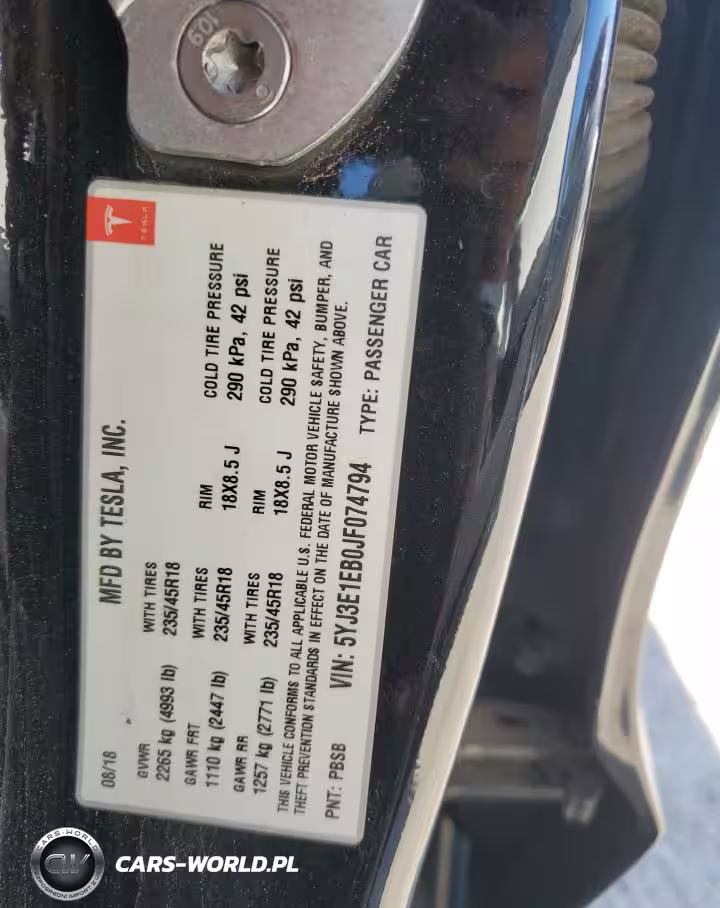 109
TESLA
MFD BY TESLA, INC.
08/18
GVWR WITH TIRES
2265 kg (4993 lb) 235/45R18
GAWR FRT WITH TIRES RIM COLD TIRE PRESSURE
1110 kg (2447 lb) 235/45R18 18X8.5 J 290 kPa, 42 psi
GAWR RR WITH TIRES RIM COLD TIRE PRESSURE
1257 kg (2771 lb) 235/45R18 18X8.5 J 290 kPa, 42 psi
THIS VEHICLE CONFORMS TO ALL APPLICABLE U.S. FEDERAL MOTOR VEHICLE SAFETY, BUMPER, AND
THEFT PREVENTION STANDARDS IN EFFECT ON THE DATE OF MANUFACTURE SHOWN ABOVE.
PNT: PBSB VIN: 5YJ3E1EB0JF074794 TYPE: PASSENGER CAR
CARS-WORLD
CW
CARS-WORLD.PL